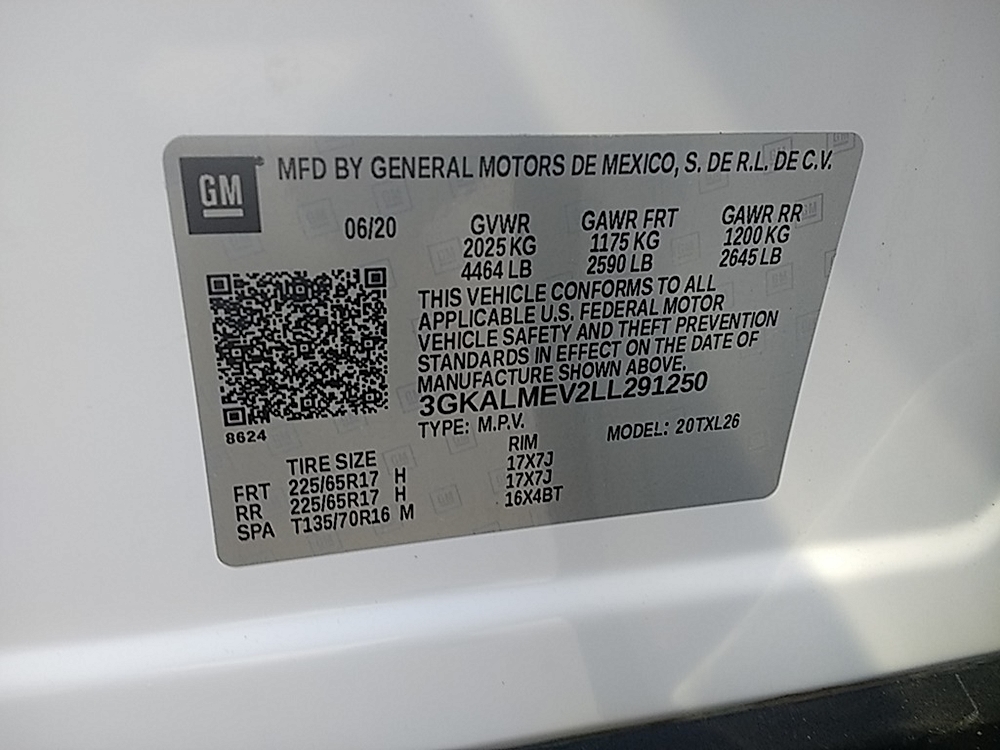 GM
MFD BY GENERAL MOTORS DE MEXICO, S. DE R.L. DE C.V.
06/20 GVWR GAWR FRT GAWR RR
2025 KG 1175 KG 1200 KG
4464 LB 2590 LB 2645 LB
THIS VEHICLE CONFORMS TO ALL
APPLICABLE U.S. FEDERAL MOTOR
VEHICLE SAFETY AND THEFT PREVENTION
STANDARDS IN EFFECT ON THE DATE OF
MANUFACTURE SHOWN ABOVE.
3GKALMEV2LL291250
8624 TYPE: M.P.V. MODEL: 20TXL26
TIRE SIZE RIM
FRT 225/65R17 H 17X7J
RR 225/65R17 H 17X7J
SPA T135/70R16 M 16X4BT